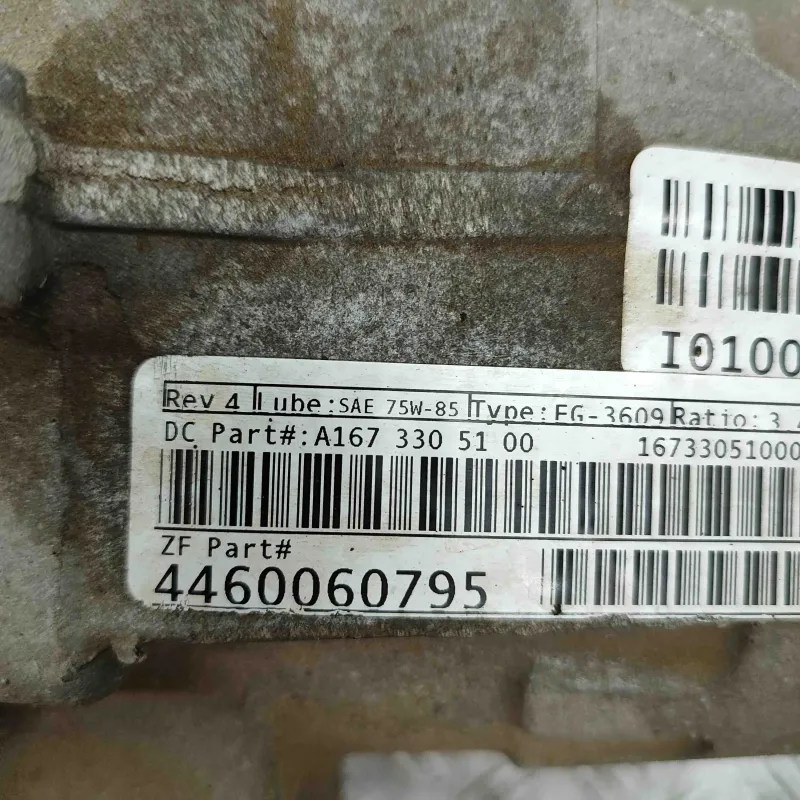 I0100
Rev 4 Lube: SAE 75W-85 Type: FG-3609 Ratio: 3
DC Part#: A167 330 51 00 16733051000
ZF Part#
4460060795